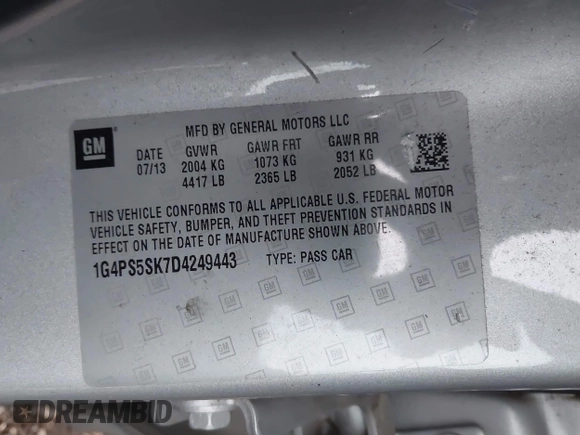 GM
MFD BY GENERAL MOTORS LLC
DATE GVWR GAWR FRT GAWR RR
07/13 2004 KG 1073 KG 931 KG
4417 LB 2365 LB 2052 LB
THIS VEHICLE CONFORMS TO ALL APPLICABLE U.S. FEDERAL MOTOR
VEHICLE SAFETY, BUMPER, AND THEFT PREVENTION STANDARDS IN
EFFECT ON THE DATE OF MANUFACTURE SHOWN ABOVE.
1G4PS5SK7D4249443 TYPE: PASS CAR
DREAMBID